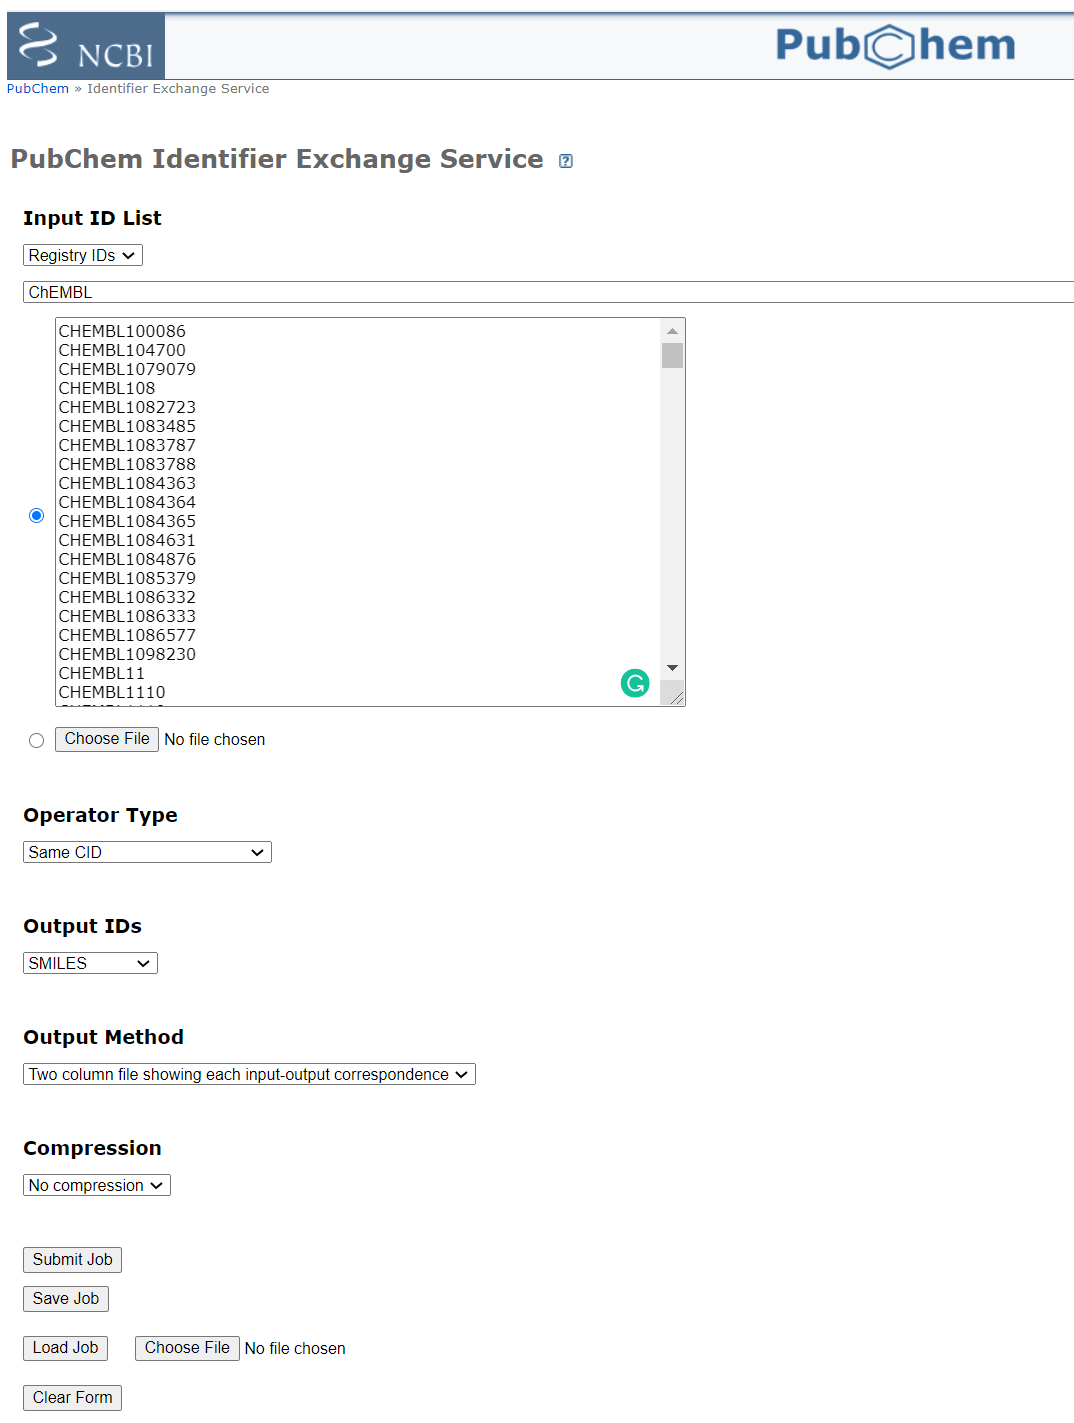 NCBI
PubChem
PubChem » Identifier Exchange Service
PubChem Identifier Exchange Service ?
Input ID List
Registry IDs
ChEMBL
CHEMBL100086
CHEMBL104700
CHEMBL1079079
CHEMBL108
CHEMBL1082723
CHEMBL1083485
CHEMBL1083787
CHEMBL1083788
CHEMBL1084363
CHEMBL1084364
CHEMBL1084365
CHEMBL1084631
CHEMBL1084876
CHEMBL1085379
CHEMBL1086332
CHEMBL1086333
CHEMBL1086577
CHEMBL1098230
CHEMBL11
CHEMBL1110
Choose File No file chosen
Operator Type
Same CID
Output IDs
SMILES
Output Method
Two column file showing each input-output correspondence
Compression
No compression
Submit Job
Save Job
Load Job Choose File No file chosen
Clear Form